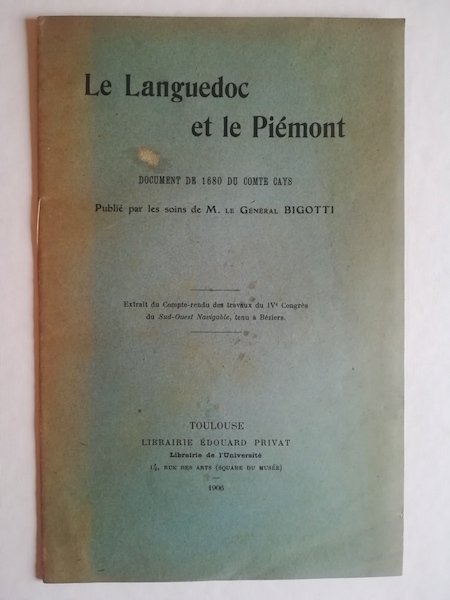 Le Languedoc
et le Piémont
DOCUMENT DE 1680 DU COMTE CAYS
Publié par les soins de M. LE GÉNÉRAL BIGOTTI
Extrait du Compte-rendu des travaux du IVe Congrès
du Sud-Ouest Navigable, tenu à Béziers.
TOULOUSE
LIBRAIRIE ÉDOUARD PRIVAT
Librairie de l'Université
14, RUE DES ARTS (SQUARE DU MUSÉE)
—
1906